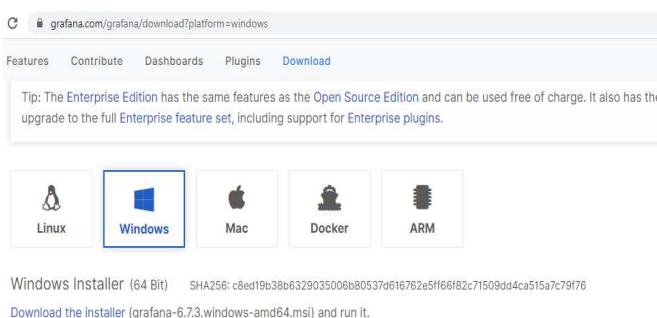 grafana.com/grafana/download?platform=windows
Features Contribute Dashboards Plugins Download
Tip: The Enterprise Edition has the same features as the Open Source Edition and can be used free of charge. It also has the
upgrade to the full Enterprise feature set, including support for Enterprise plugins.
Linux Windows Mac Docker ARM
Windows Installer (64 Bit) SHA256: c8ed19b38b6329035006b80537d616762e5ff66f82c71509dd4ca515a7c79f76
Download the installer (grafana-6.7.3.windows-amd64.msi) and run it.